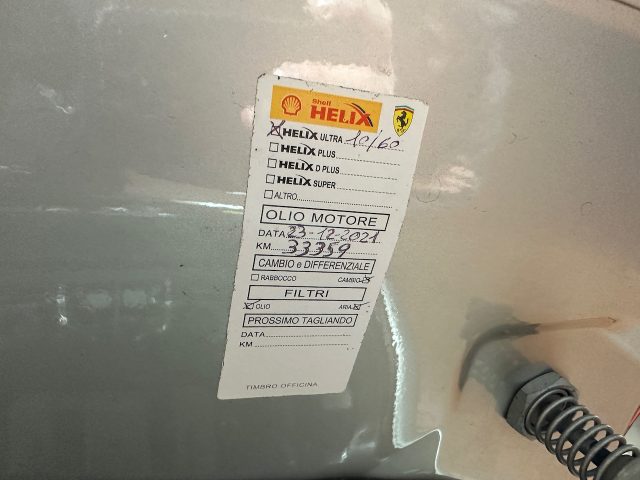 Shell
HELIX
HELIX ULTRA 10/60
HELIX PLUS
HELIX D PLUS
HELIX SUPER
ALTRO
OLIO MOTORE
DATA 23-12-2021
KM 33359
CAMBIO e DIFFERENZIALE
RABBOCCO CAMBIO
FILTRI
OLIO ARIA
PROSSIMO TAGLIANDO
DATA
KM
TIMBRO OFFICINA